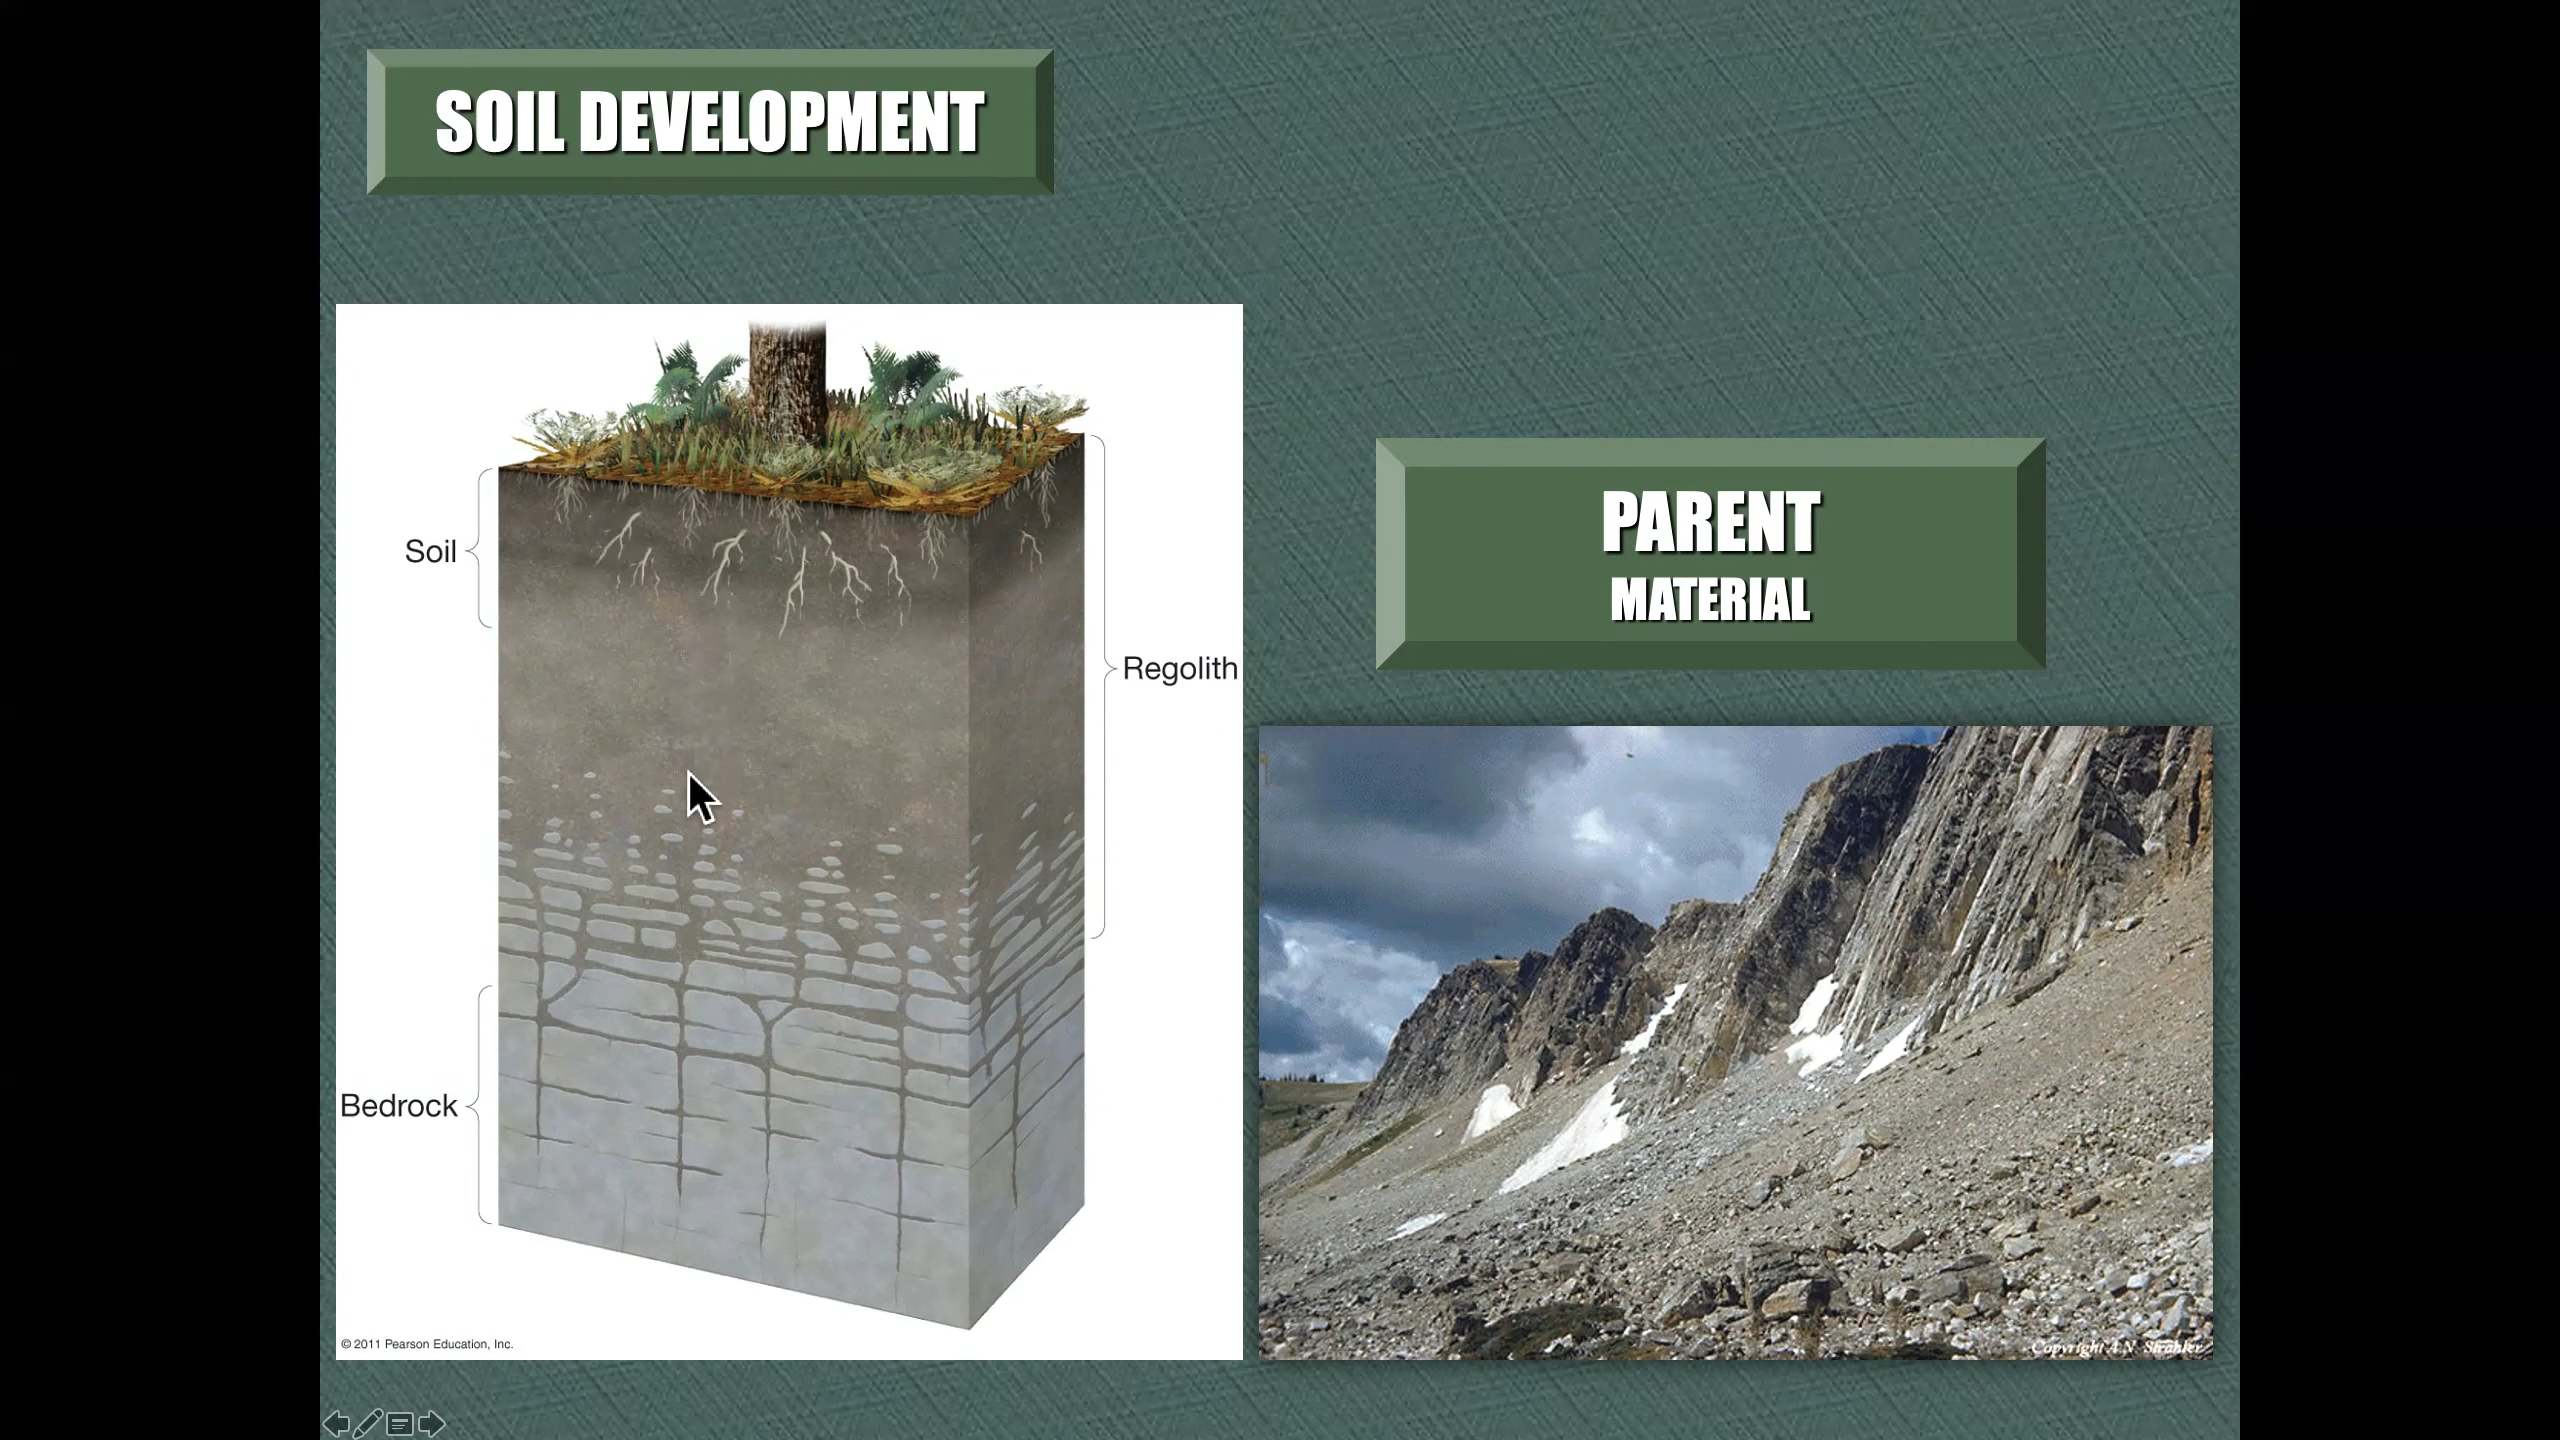 SOIL DEVELOPMENT
Soil
Regolith
Bedrock
© 2011 Pearson Education, Inc.
PARENT
MATERIAL
Copyright A.N. Strahler